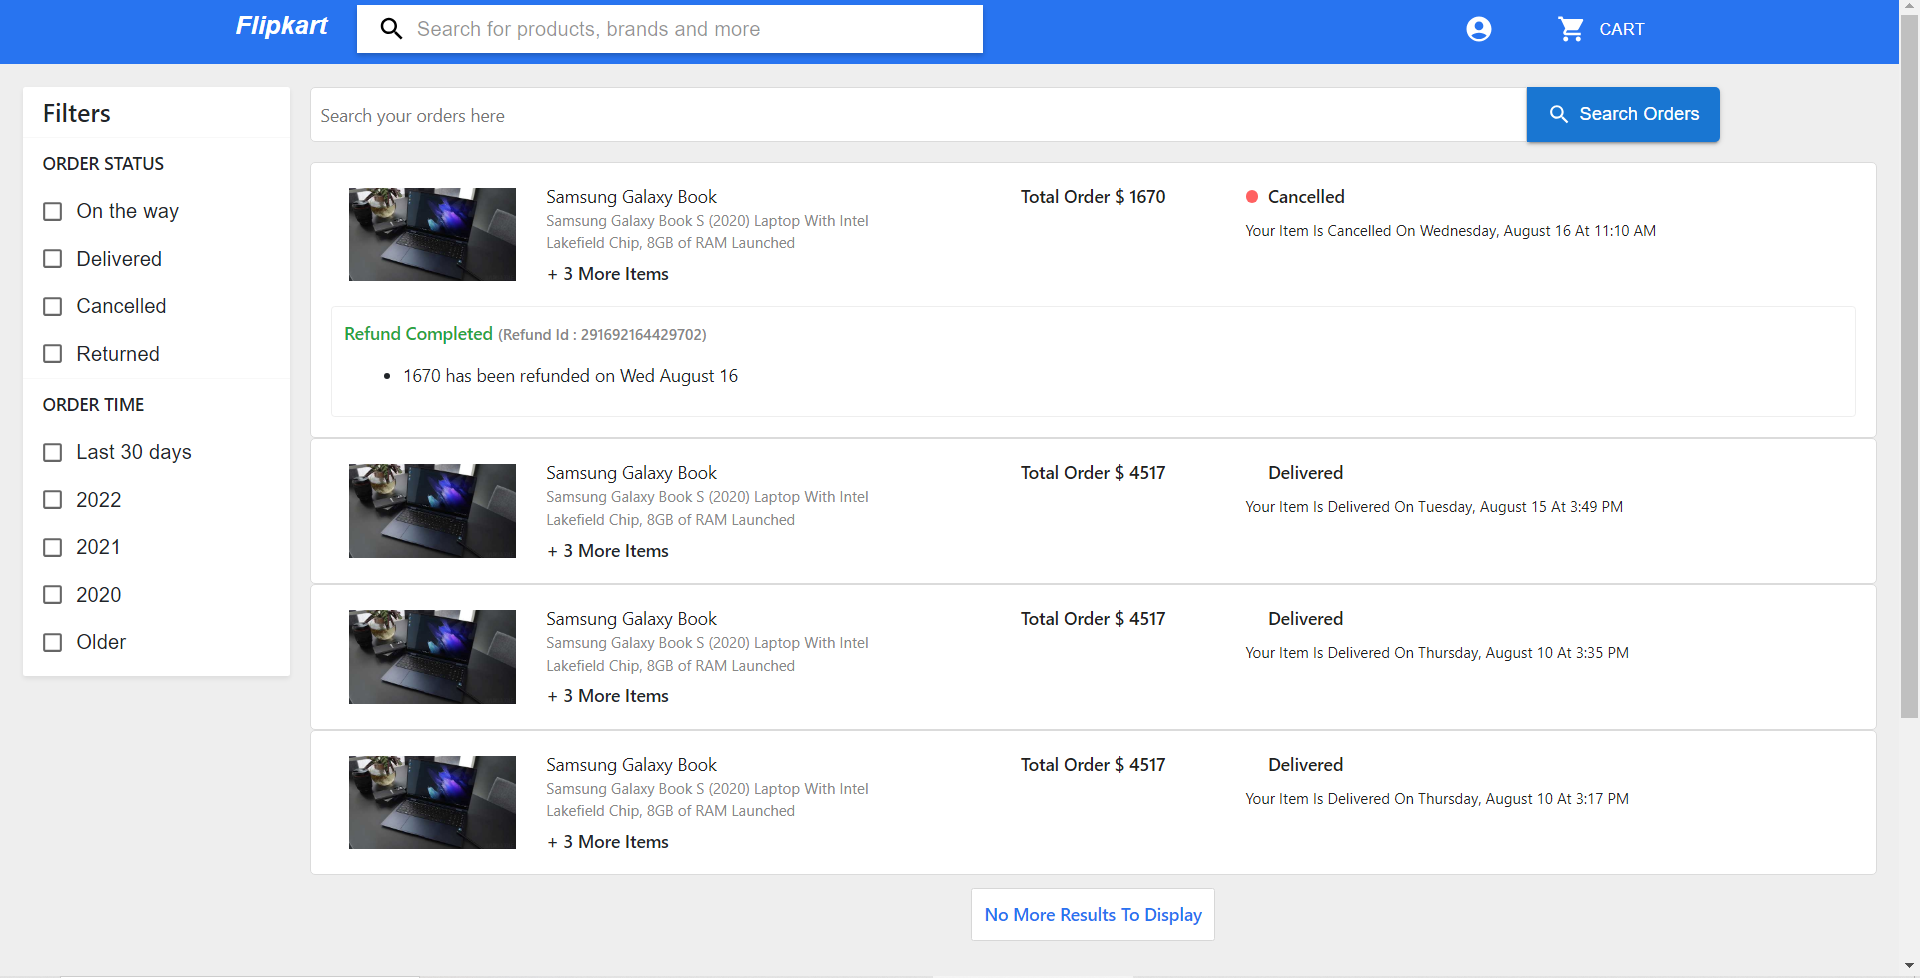 Flipkart
Search for products, brands and more
CART
Filters
ORDER STATUS
On the way
Delivered
Cancelled
Returned
ORDER TIME
Last 30 days
2022
2021
2020
Older
Search your orders here
Search Orders
Samsung Galaxy Book
Samsung Galaxy Book S (2020) Laptop With Intel
Lakefield Chip, 8GB of RAM Launched
+ 3 More Items
Total Order $ 1670
Cancelled
Your Item Is Cancelled On Wednesday, August 16 At 11:10 AM
Refund Completed (Refund Id : 291692164429702)
• 1670 has been refunded on Wed August 16
Samsung Galaxy Book
Samsung Galaxy Book S (2020) Laptop With Intel
Lakefield Chip, 8GB of RAM Launched
+ 3 More Items
Total Order $ 4517
Delivered
Your Item Is Delivered On Tuesday, August 15 At 3:49 PM
Samsung Galaxy Book
Samsung Galaxy Book S (2020) Laptop With Intel
Lakefield Chip, 8GB of RAM Launched
+ 3 More Items
Total Order $ 4517
Delivered
Your Item Is Delivered On Thursday, August 10 At 3:35 PM
Samsung Galaxy Book
Samsung Galaxy Book S (2020) Laptop With Intel
Lakefield Chip, 8GB of RAM Launched
+ 3 More Items
Total Order $ 4517
Delivered
Your Item Is Delivered On Thursday, August 10 At 3:17 PM
No More Results To Display